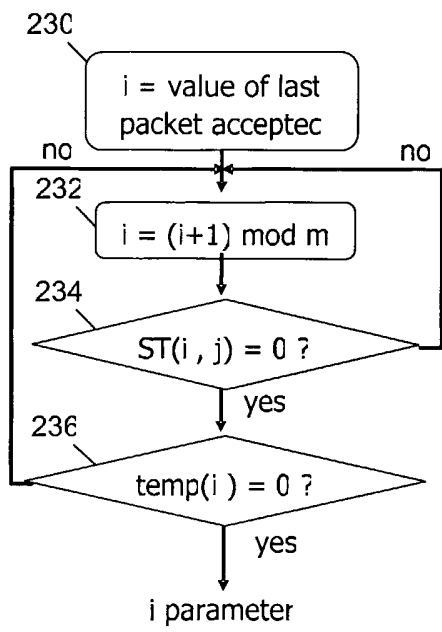 230
i = value of last
packet acceptec
no
no
232
i = (i+1) mod m
234
ST(i , j) = 0 ?
yes
236
temp(i ) = 0 ?
yes
i parameter